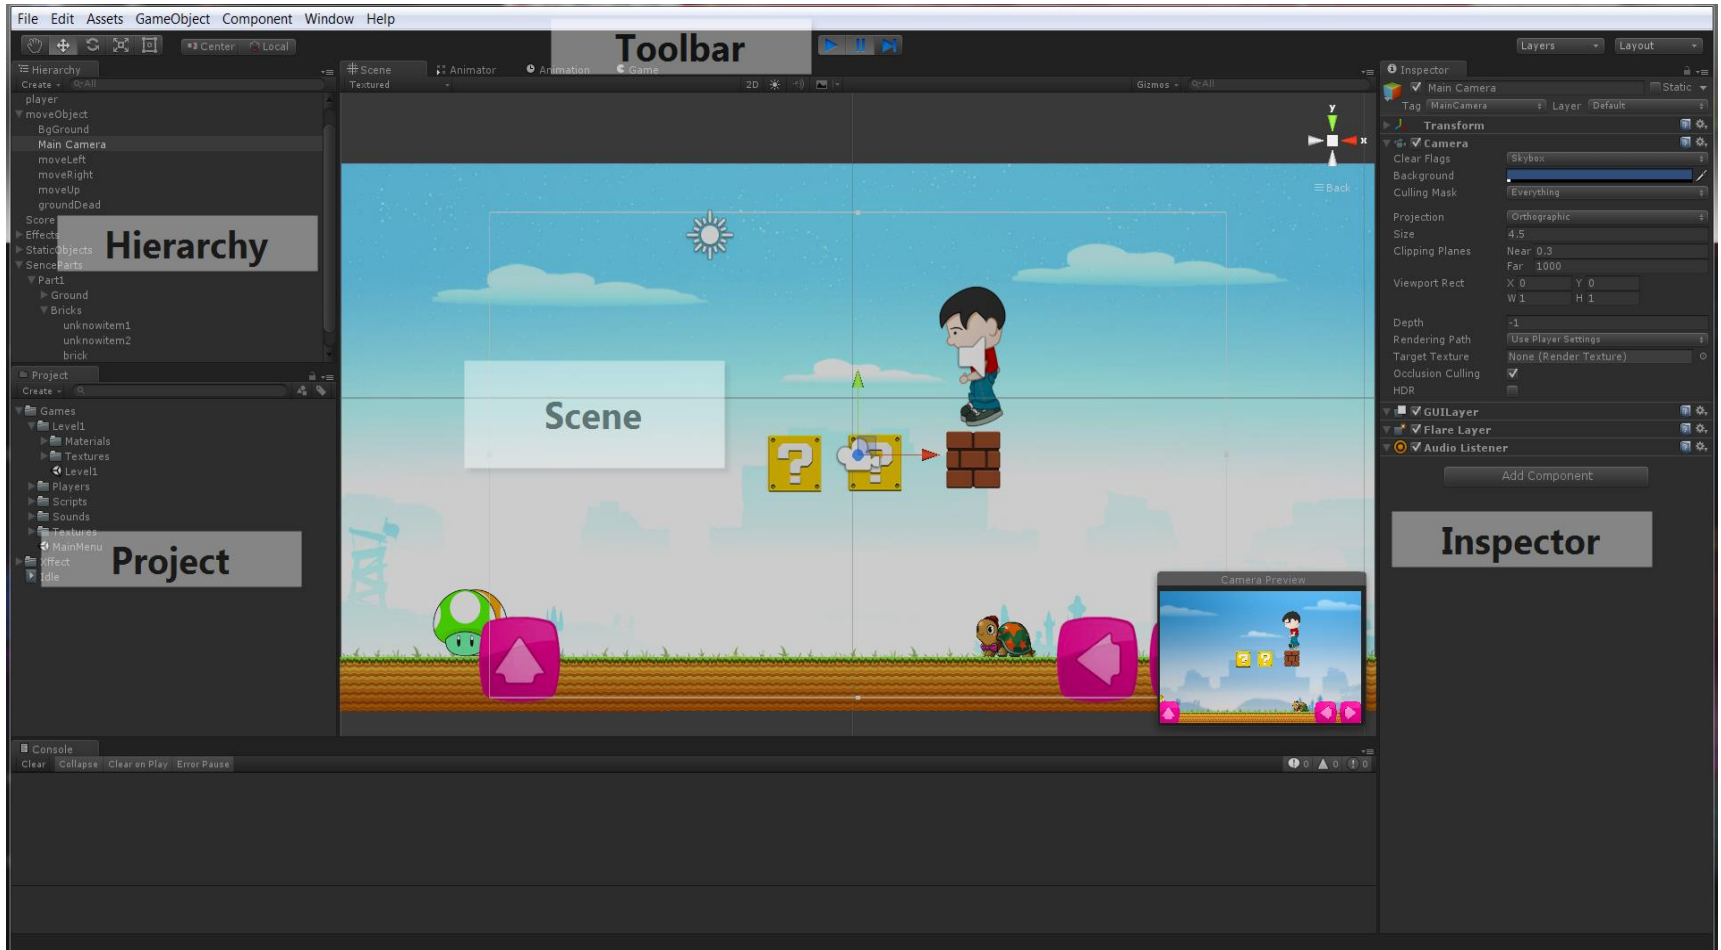 File Edit Assets GameObject Component Window Help
Center Local
Toolbar
Layers Layout
Hierarchy
Create All
player
moveObject
BgGround
Main Camera
moveLeft
moveRight
moveUp
groundDead
Score
Effects
StaticObjects
SenceParts
Part1
Ground
Bricks
unknowitem1
unknowitem2
brick
Hierarchy
Project
Create
Games
Level1
Materials
Textures
Level1
Players
Scripts
Sounds
Textures
MainMenu
Xffect
Idle
Project
Scene Animator Animation Game
Textured 2D Gizmos All
y
x
Back
Scene
? ?
Camera Preview
? ?
Inspector
Main Camera Static
Tag MainCamera Layer Default
Transform
Camera
Clear Flags Skybox
Background
Culling Mask Everything
Projection Orthographic
Size 4.5
Clipping Planes Near 0.3
Far 1000
Viewport Rect X 0 Y 0
W 1 H 1
Depth -1
Rendering Path Use Player Settings
Target Texture None (Render Texture)
Occlusion Culling
HDR
GUILayer
Flare Layer
Audio Listener
Add Component
Inspector
Console
Clear Collapse Clear on Play Error Pause 0 0 0